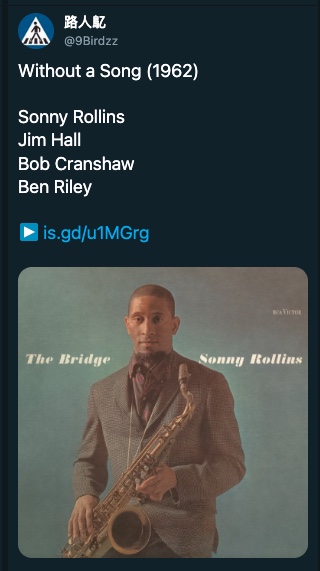 路人甿
@9Birdzz
Without a Song (1962)
Sonny Rollins
Jim Hall
Bob Cranshaw
Ben Riley
is.gd/u1MGrg
RCA VICTOR
The Bridge Sonny Rollins